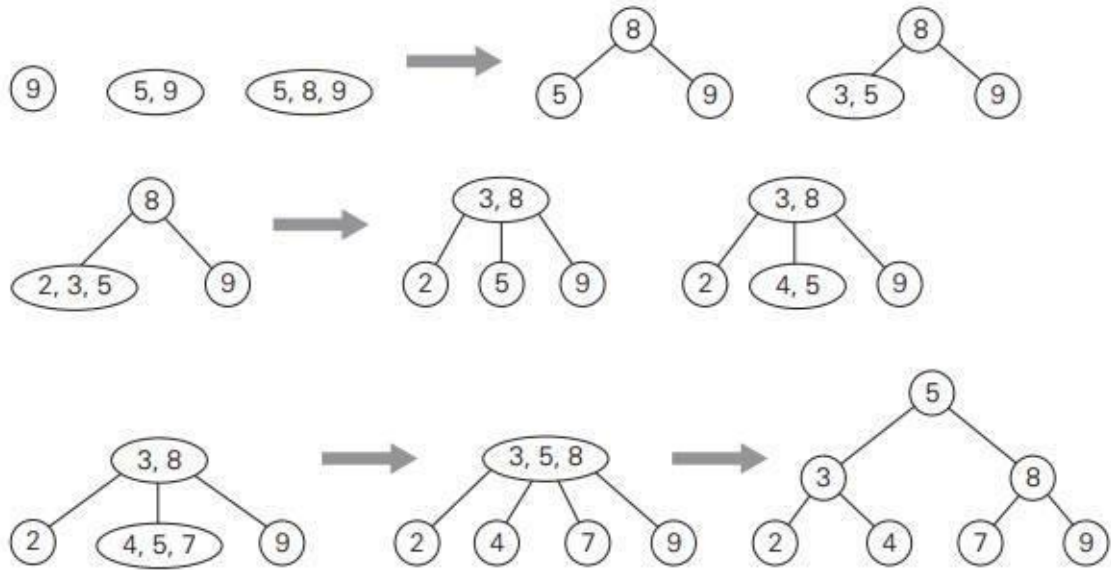 8 8
9 5, 9 5, 8, 9 5 9 3, 5 9
8 3, 8 3, 8
2, 3, 5 9 2 5 9 2 4, 5 9
5
3, 8 3, 5, 8 3 8
2 4, 5, 7 9 2 4 7 9 2 4 7 9